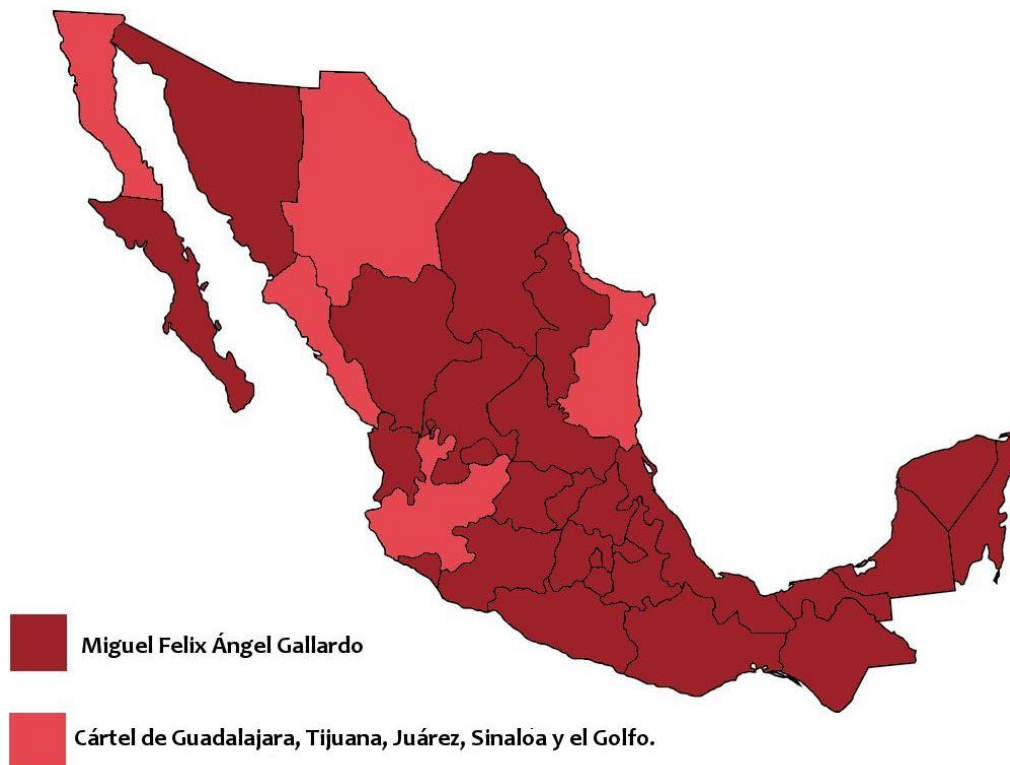 Miguel Felix Ángel Gallardo
Cártel de Guadalajara, Tijuana, Juárez, Sinaloa y el Golfo.